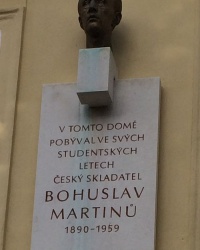 V TOMTO DOMĚ
POBÝVAL VE SVÝCH
STUDENTSKÝCH
LETECH
ČESKÝ SKLADATEL
BOHUSLAV
MARTINŮ
1890-1959